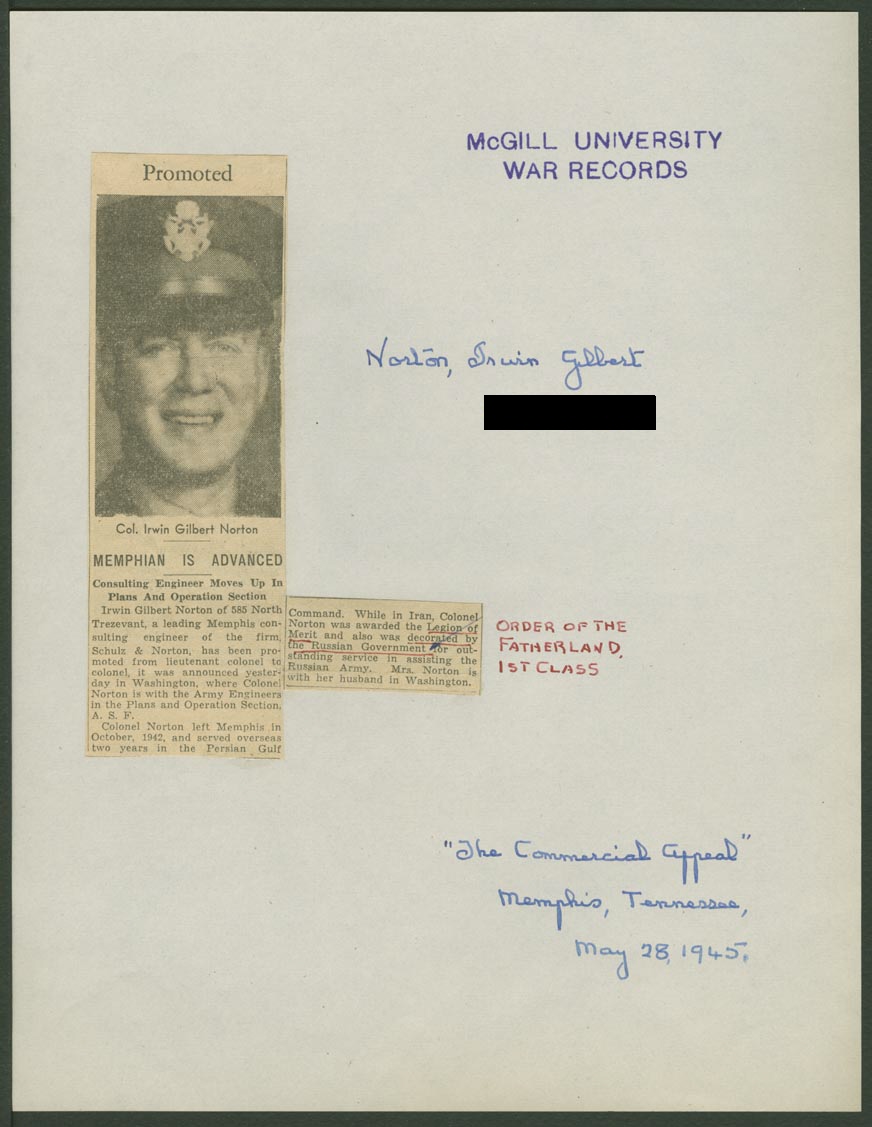 McGILL UNIVERSITY
WAR RECORDS
Promoted
Norton, Irwin Gilbert
Col. Irwin Gilbert Norton
MEMPHIAN IS ADVANCED
Consulting Engineer Moves Up In
Plans And Operation Section
Irwin Gilbert Norton of 585 North
Trezevant, a leading Memphis con-
sulting engineer of the firm,
Schulz & Norton, has been pro-
moted from lieutenant colonel to
colonel, it was announced yester-
day in Washington, where Colonel
Norton is with the Army Engineers
in the Plans and Operation Section,
A. S. F.
Colonel Norton left Memphis in
October, 1942, and served overseas
two years in the Persian Gulf
Command. While in Iran, Colonel
Norton was awarded the Legion of
Merit and also was decorated by
the Russian Government for out-
standing service in assisting the
Russian Army. Mrs. Norton is
with her husband in Washington.
ORDER OF THE
FATHERLAND,
1ST CLASS
"The Commercial Appeal"
Memphis, Tennessee,
May 28, 1945.